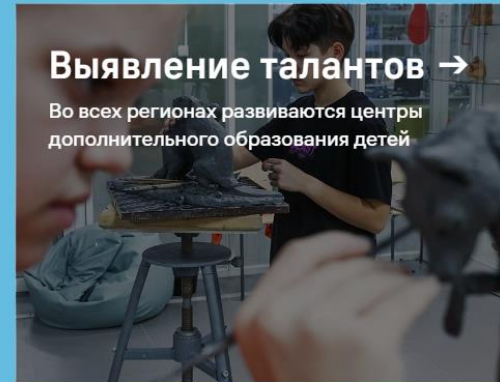 Выявление талантов →
Во всех регионах развиваются центры
дополнительного образования детей